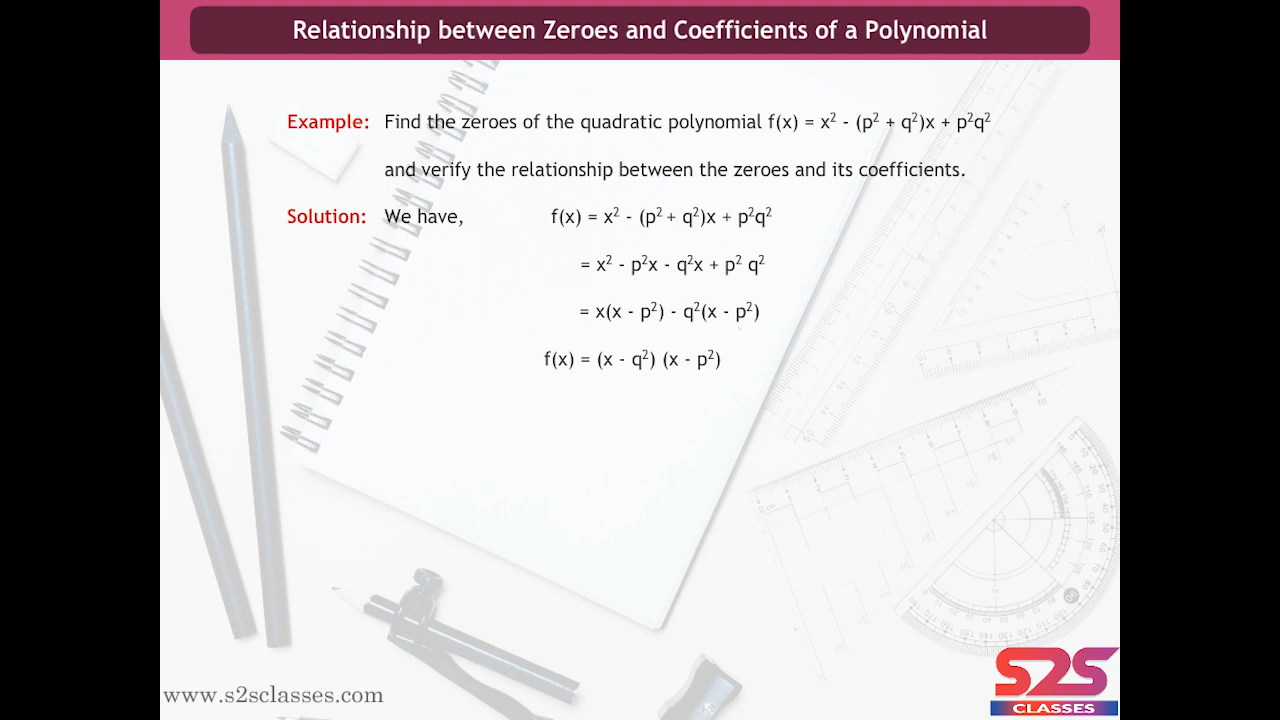 Relationship between Zeroes and Coefficients of a Polynomial
Example: Find the zeroes of the quadratic polynomial f(x) = x² - (p² + q²)x + p²q²
and verify the relationship between the zeroes and its coefficients.
Solution: We have, f(x) = x² - (p² + q²)x + p²q²
= x² - p²x - q²x + p² q²
= x(x - p²) - q²(x - p²)
f(x) = (x - q²) (x - p²)
www.s2sclasses.com
S2S
CLASSES